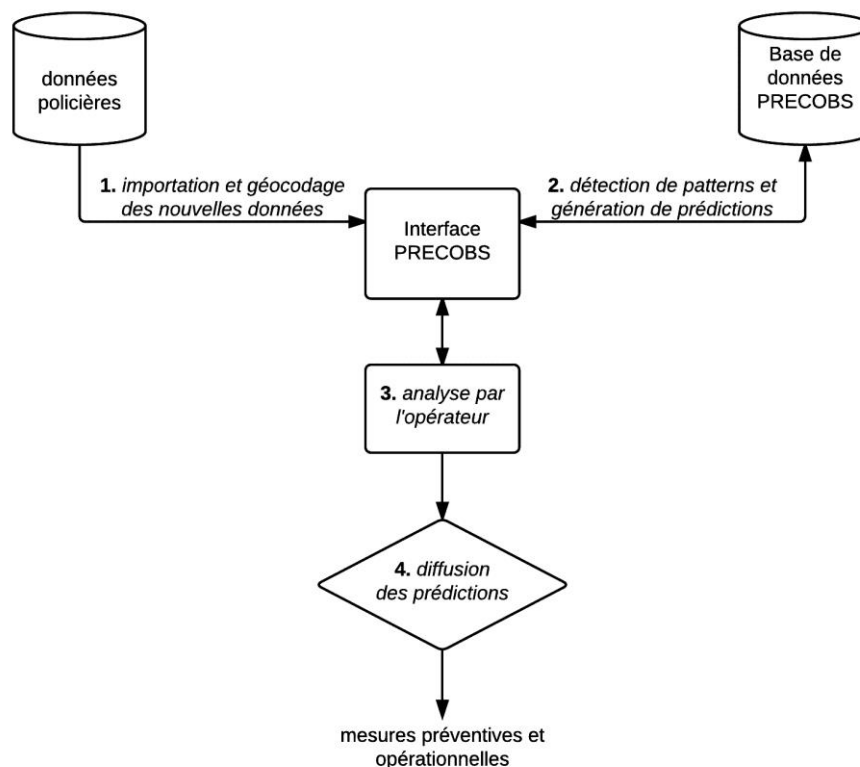 données
policières
Base de
données
PRECOBS
1. importation et géocodage
des nouvelles données
2. détection de patterns et
génération de prédictions
Interface
PRECOBS
3. analyse par
l'opérateur
4. diffusion
des prédictions
mesures préventives et
opérationnelles